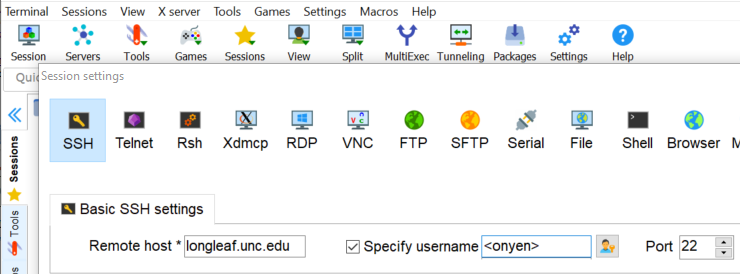 Terminal Sessions View X server Tools Games Settings Macros Help
Session Servers Tools Games Sessions View Split MultiExec Tunneling Packages Settings Help
Quic
Session settings
SSH Telnet Rsh Xdmcp RDP VNC FTP SFTP Serial File Shell Browser M
Sessions
Tools
Basic SSH settings
Remote host * longleaf.unc.edu Specify username <onyen> Port 22